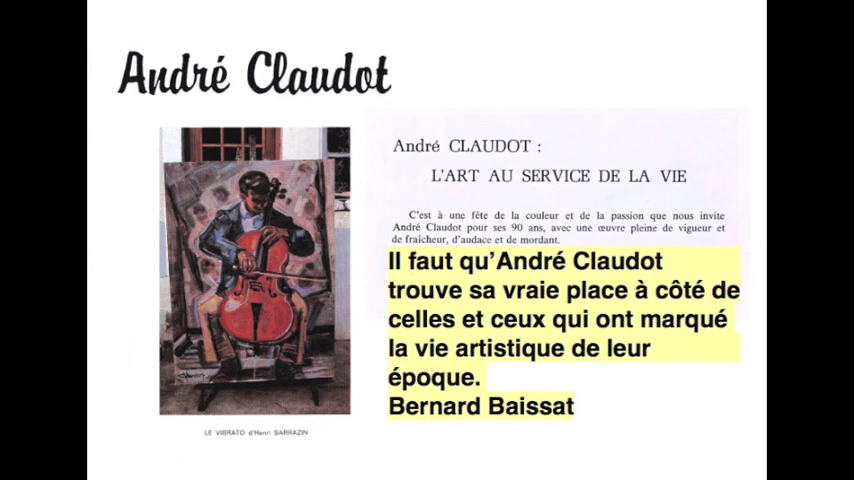 André Claudot
André CLAUDOT :
L'ART AU SERVICE DE LA VIE
C'est à une fête de la couleur et de la passion que nous invite
André Claudot pour ses 90 ans, avec une œuvre pleine de vigueur et
de fraîcheur, d'audace et de mordant.
Il faut qu'André Claudot
trouve sa vraie place à côté de
celles et ceux qui ont marqué
la vie artistique de leur
époque.
Bernard Baissat
LE VIBRATO d'Henri SARRAZIN